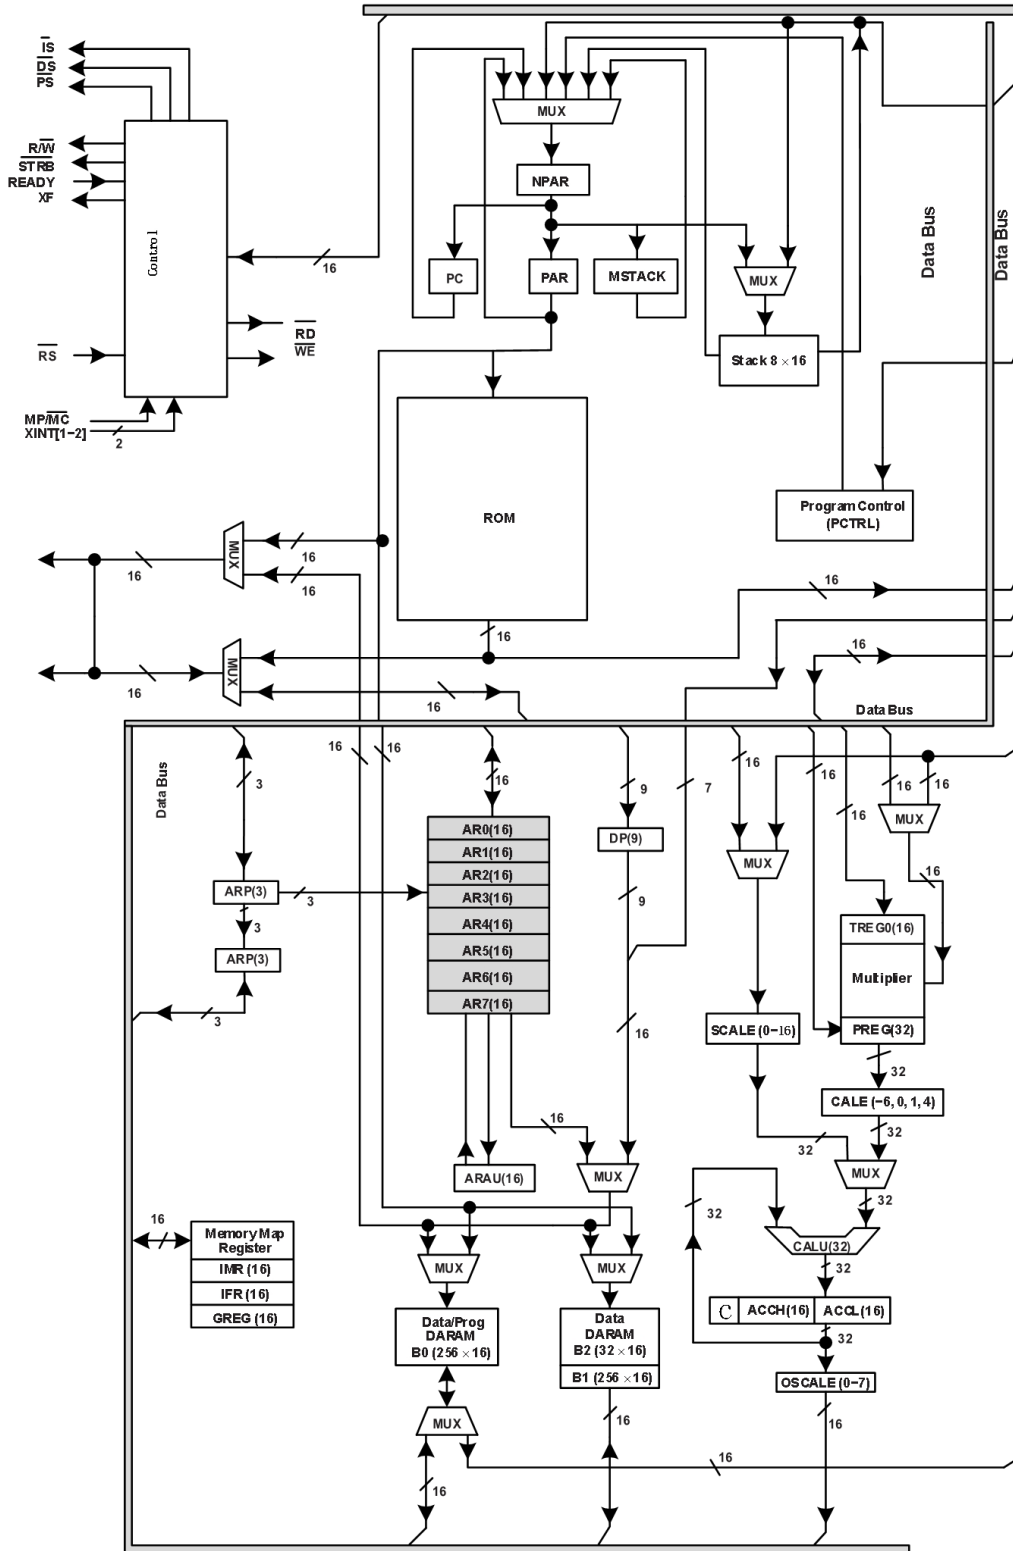 IS
DS
PS
R/W
STRB
READY
XF
Control
16
RD
WE
RS
MP/MC
XINT[1−2]
2
MUX
NPAR
PC
PAR
MSTACK
MUX
Stack 8 × 16
Data Bus
Data Bus
ROM
Program Control
(PCTRL)
MUX
16
16
16
16
16
MUX
16
16
16
16
Data Bus
Data Bus
3
16
16
16
9
7
16
16
16
16
16
AR0(16)
AR1(16)
AR2(16)
AR3(16)
AR4(16)
AR5(16)
AR6(16)
AR7(16)
DP(9)
MUX
MUX
ARP(3)
3
3
ARP(3)
3
9
16
16
TREG0(16)
Multiplier
PREG(32)
SCALE (0−16)
32
CALE (−6, 0, 1, 4)
16
32
32
ARAU(16)
MUX
MUX
32
32
16
Memory Map
Register
IMR (16)
IFR (16)
GREG (16)
MUX
MUX
CALU(32)
32
C
ACCH(16)
ACCL(16)
32
Data/Prog
DARAM
B0 (256 × 16)
Data
DARAM
B2 (32 × 16)
B1 (256 × 16)
OSCALE (0−7)
MUX
16
16
16
16